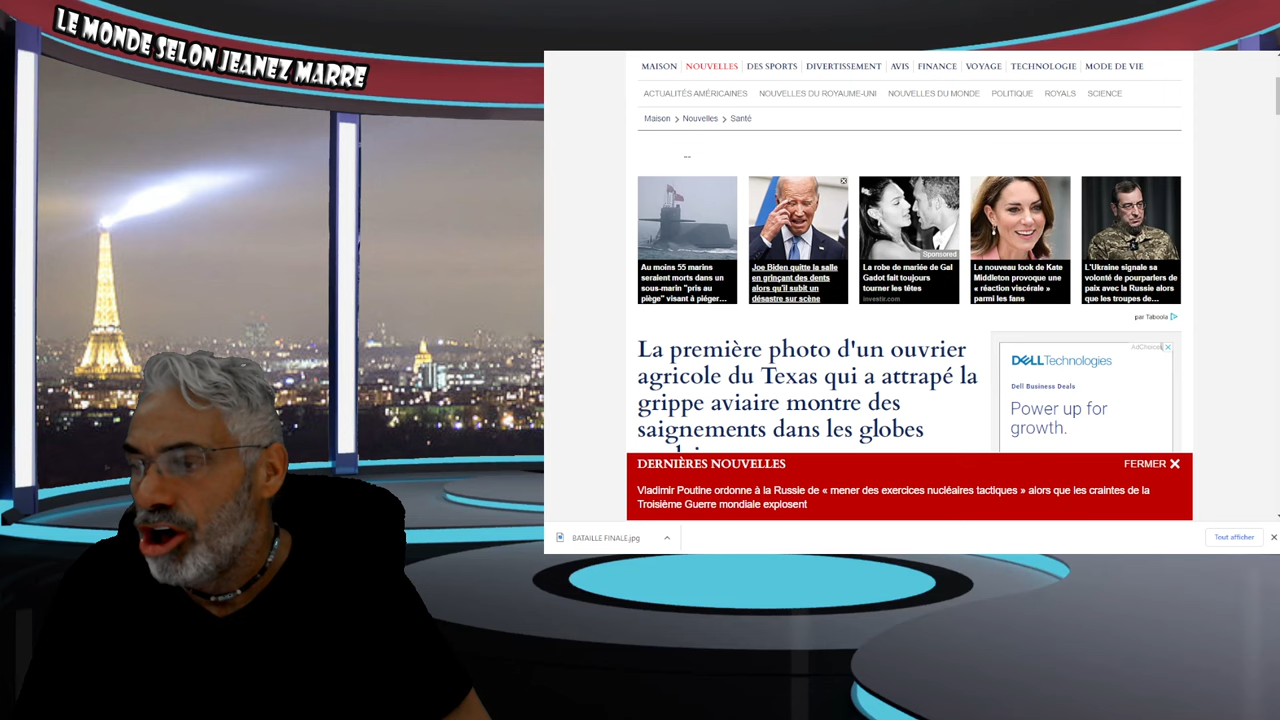 LE MONDE SELON JEANEZ MARRE
MAISON NOUVELLES DES SPORTS DIVERTISSEMENT AVIS FINANCE VOYAGE TECHNOLOGIE MODE DE VIE
ACTUALITÉS AMÉRICAINES NOUVELLES DU ROYAUME-UNI NOUVELLES DU MONDE POLITIQUE ROYALS SCIENCE
Maison > Nouvelles > Santé
--
Au moins 55 marins
seraient morts dans un
sous-marin "pris au
piège" visant à piéger...
Joe Biden quitte la salle
en grinçant des dents
alors qu'il subit un
désastre sur scène
Sponsored
La robe de mariée de Gal
Gadot fait toujours
tourner les têtes
investir.com
Le nouveau look de Kate
Middleton provoque une
« réaction viscérale »
parmi les fans
L'Ukraine signale sa
volonté de pourparlers de
paix avec la Russie alors
que les troupes de...
par Taboola
La première photo d'un ouvrier
agricole du Texas qui a attrapé la
grippe aviaire montre des
saignements dans les globes
AdChoices
DELLTechnologies
Dell Business Deals
Power up for
growth.
DERNIÈRES NOUVELLES
FERMER X
Vladimir Poutine ordonne à la Russie de « mener des exercices nucléaires tactiques » alors que les craintes de la
Troisième Guerre mondiale explosent
BATAILLE FINALE.jpg
Tout afficher